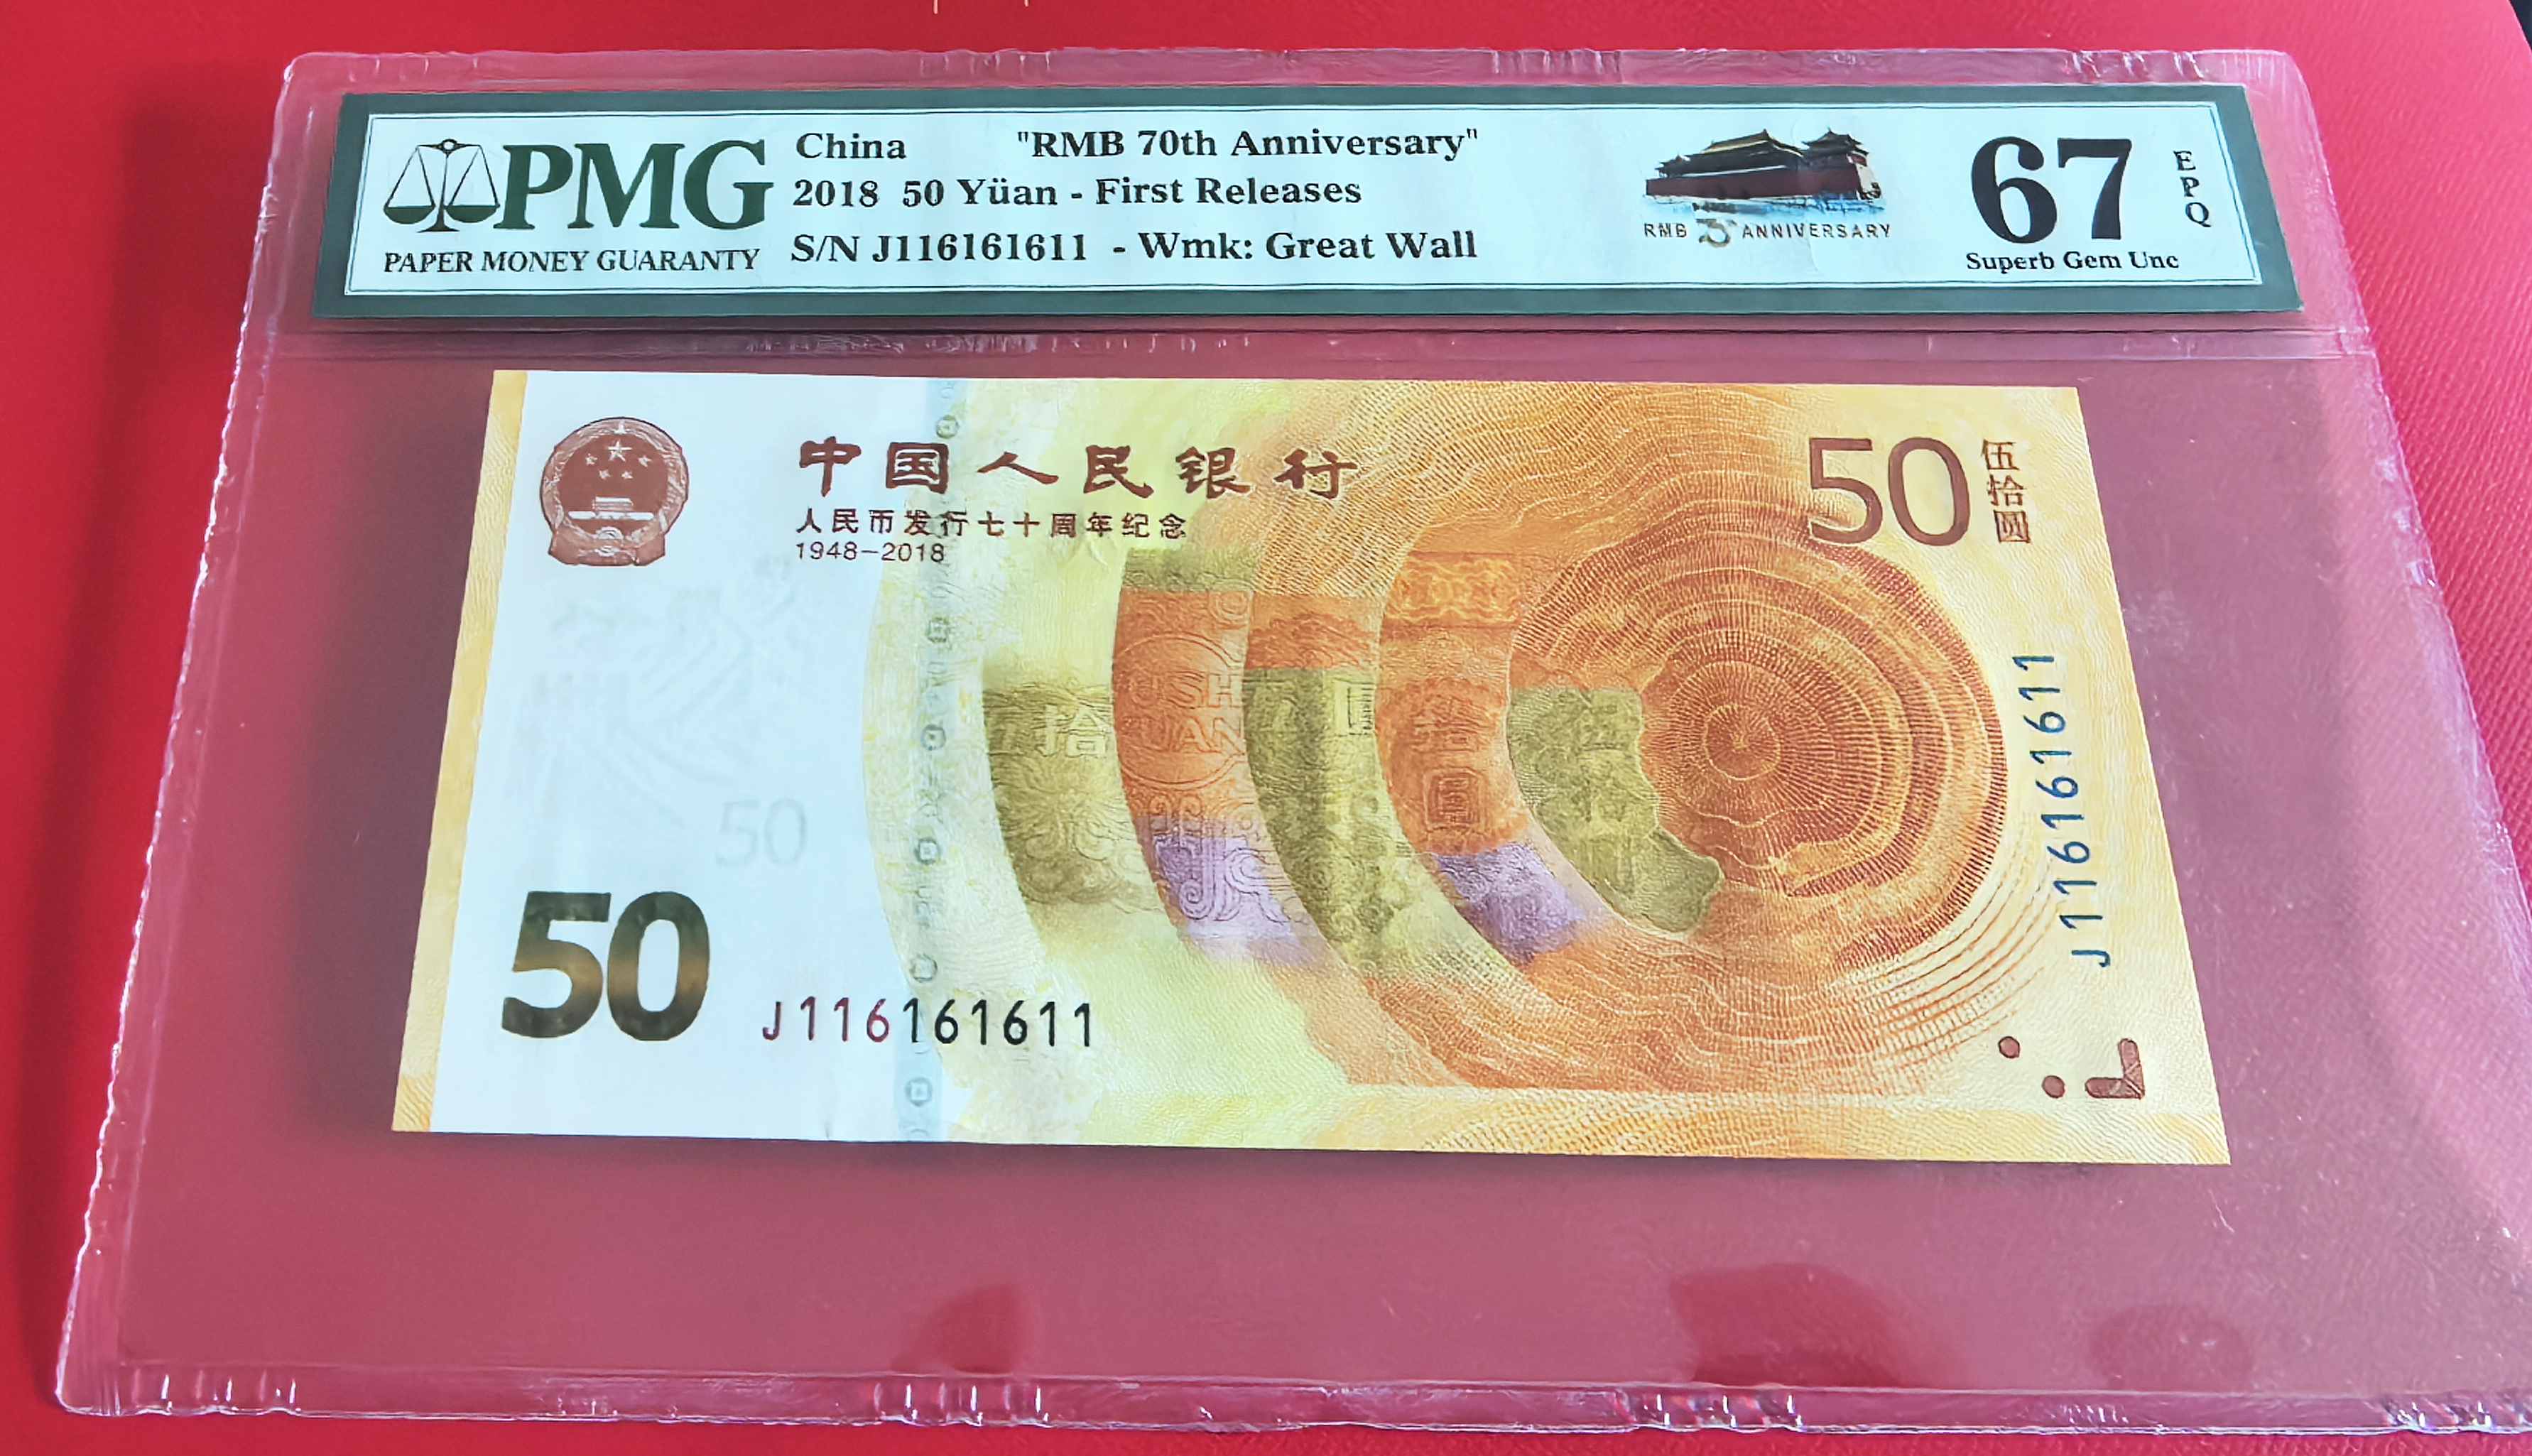 PMG
PAPER MONEY GUARANTY
China "RMB 70th Anniversary"
2018 50 Yüan - First Releases
S/N J116161611 - Wmk: Great Wall
RMB ANNIVERSARY
67
EPQ
Superb Gem Unc
中国人民银行
人民币发行七十周年纪念
1948-2018
50
伍拾圆
50
50
J116161611
J116161611